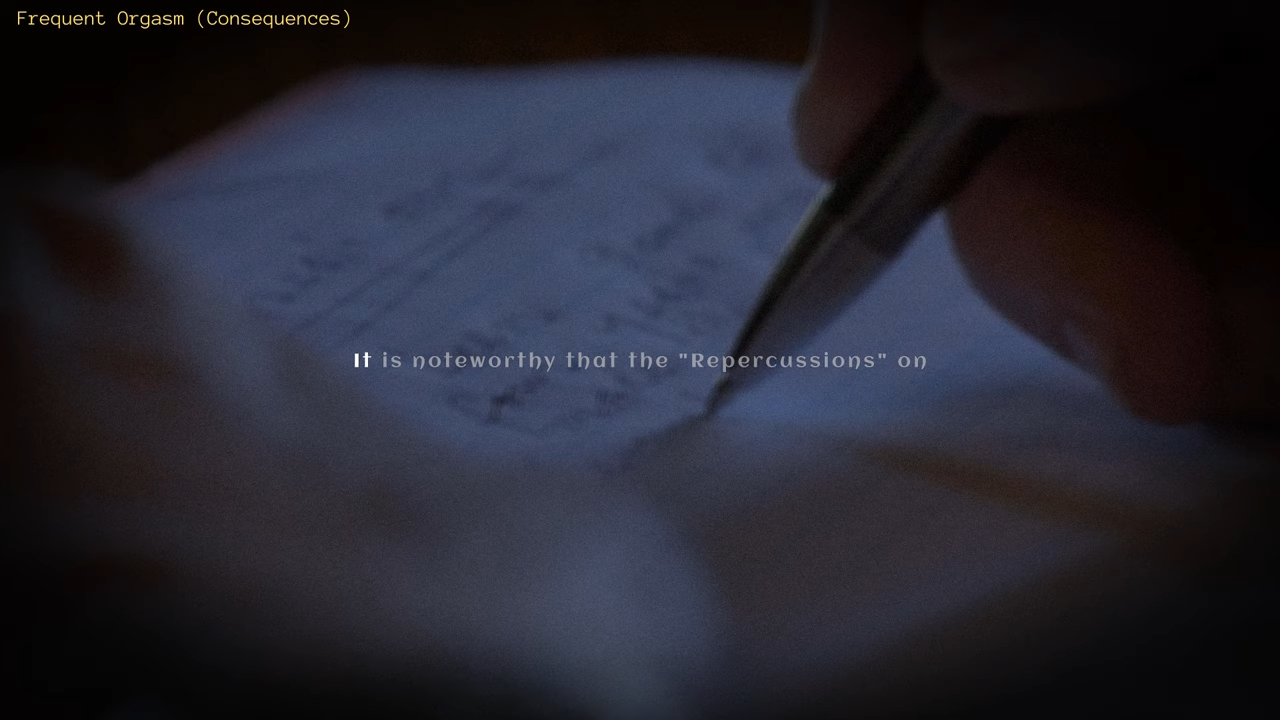 Frequent Orgasm (Consequences)
It is noteworthy that the "Repercussions" on